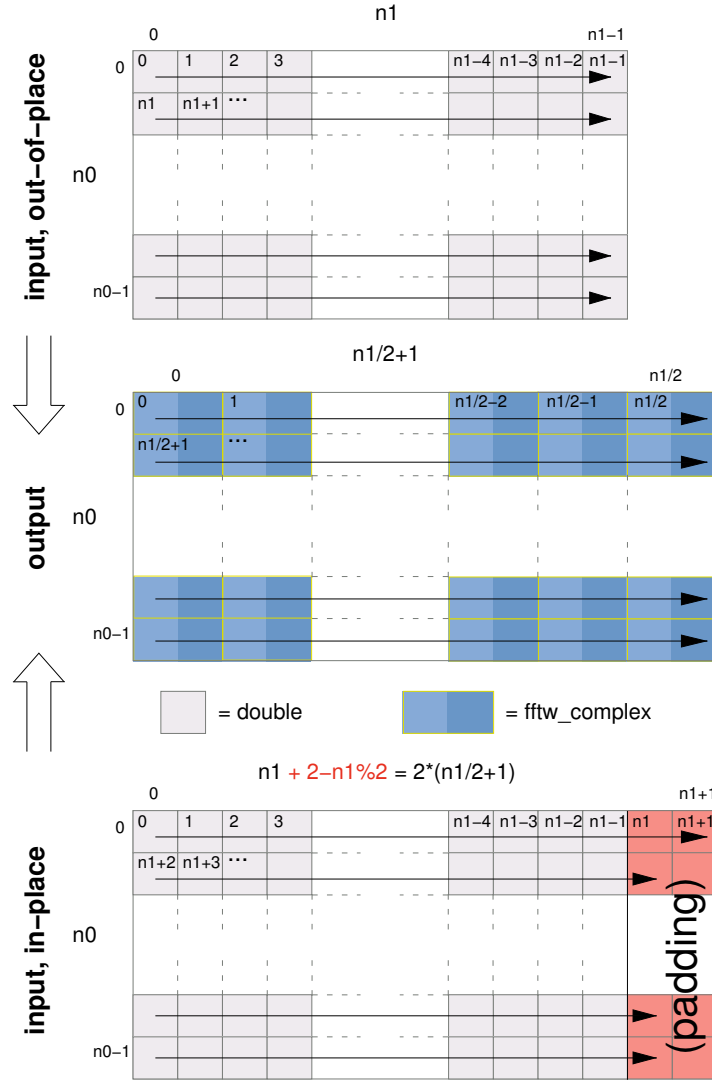 n1
0 n1−1
0 0 1 2 3 n1−4 n1−3 n1−2 n1−1
n1 n1+1 ...
n0
n0−1
input, out−of−place
n1/2+1
0 n1/2
0 0 1 n1/2−2 n1/2−1 n1/2
n1/2+1 ...
n0
n0−1
output
= double = fftw_complex
n1 + 2−n1%2 = 2*(n1/2+1)
0 n1+1
0 0 1 2 3 n1−4 n1−3 n1−2 n1−1 n1 n1+1
n1+2 n1+3 ...
n0
n0−1
input, in−place
(padding)